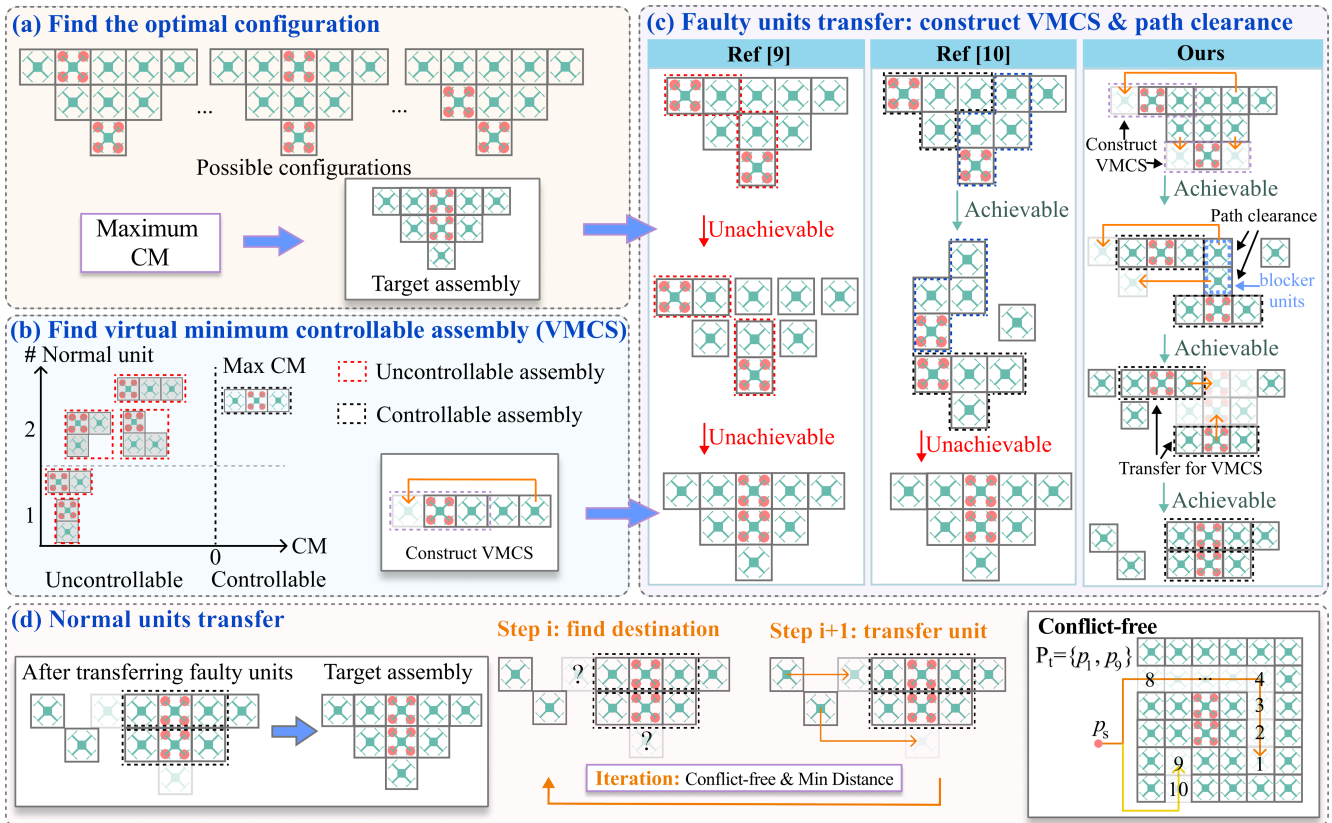 (a) Find the optimal configuration
...
...
Possible configurations
Maximum
CM
Target assembly
(b) Find virtual minimum controllable assembly (VMCS)
# Normal unit
Max CM
2
1
0
CM
Uncontrollable
Controllable
Uncontrollable assembly
Controllable assembly
Construct VMCS
(c) Faulty units transfer: construct VMCS & path clearance
Ref [9]
Unachievable
Unachievable
Ref [10]
Achievable
Unachievable
Ours
Construct
VMCS
Achievable
Path clearance
blocker
units
Achievable
Transfer for VMCS
Achievable
(d) Normal units transfer
After transferring faulty units
Target assembly
Step i: find destination
?
?
Step i+1: transfer unit
Iteration: Conflict-free & Min Distance
Conflict-free
Pt={p1, p9}
8
...
4
3
2
ps
9
1
10